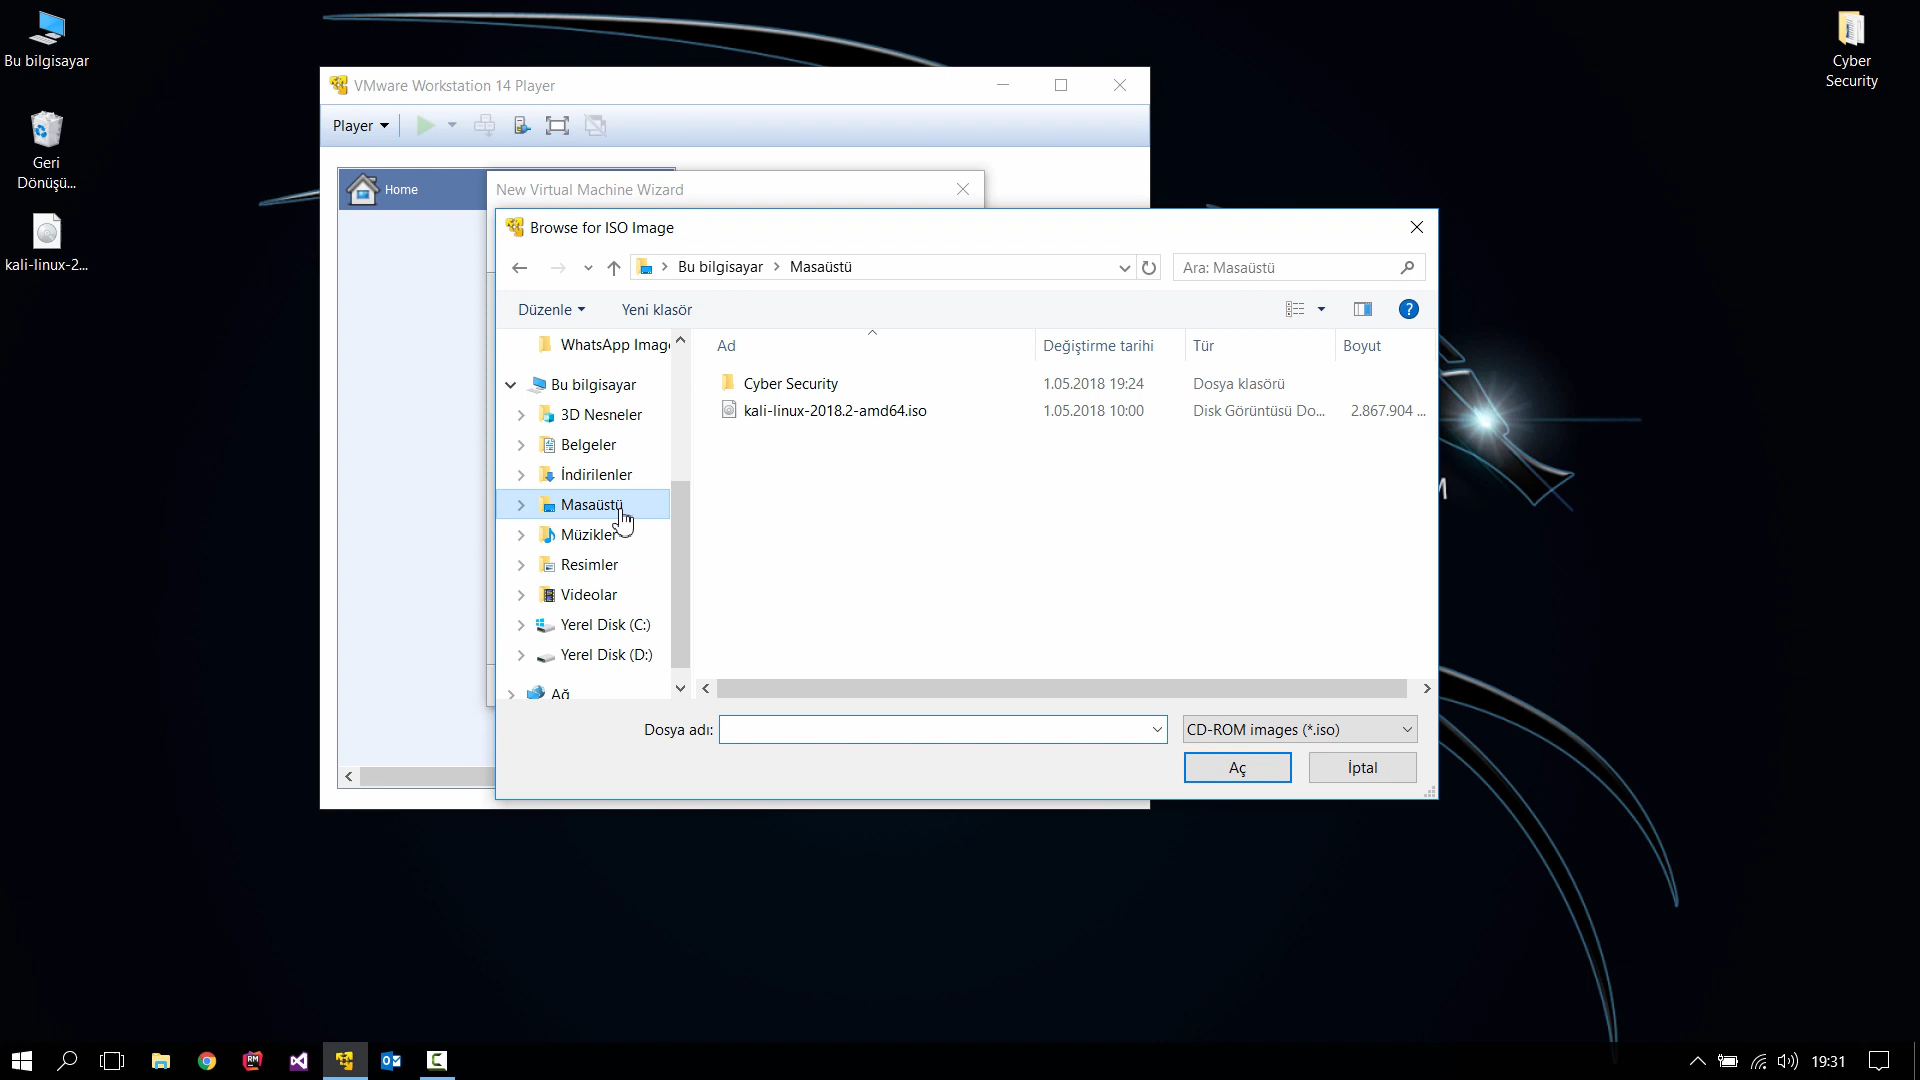 Bu bilgisayar
Geri
Dönüşü...
kali-linux-2...
Cyber
Security
VMware Workstation 14 Player
Player
Home
New Virtual Machine Wizard
Browse for ISO Image
Bu bilgisayar
Masaüstü
Ara: Masaüstü
Düzenle
Yeni klasör
WhatsApp Image
Bu bilgisayar
3D Nesneler
Belgeler
İndirilenler
Masaüstü
Müzikler
Resimler
Videolar
Yerel Disk (C:)
Yerel Disk (D:)
Ağ
Ad
Değiştirme tarihi
Tür
Boyut
Cyber Security
1.05.2018 19:24
Dosya klasörü
kali-linux-2018.2-amd64.iso
1.05.2018 10:00
Disk Görüntüsü Do...
2.867.904 ...
Dosya adı:
CD-ROM images (*.iso)
Aç
İptal
RM
19:31